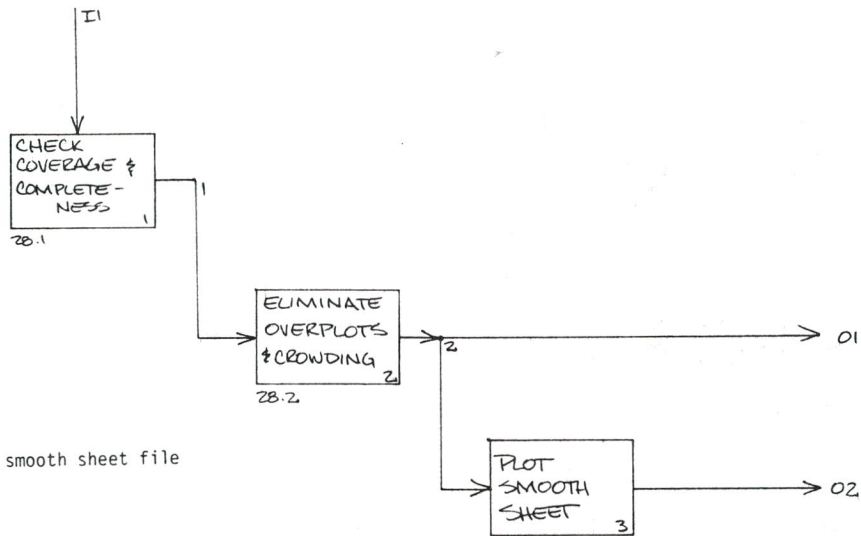 I1
CHECK
COVERAGE &
COMPLETE-
NESS
1
28.1
1
ELIMINATE
OVERPLOTS
& CROWDING
2
28.2
2
O1
smooth sheet file
PLOT
SMOOTH
SHEET
3
O2